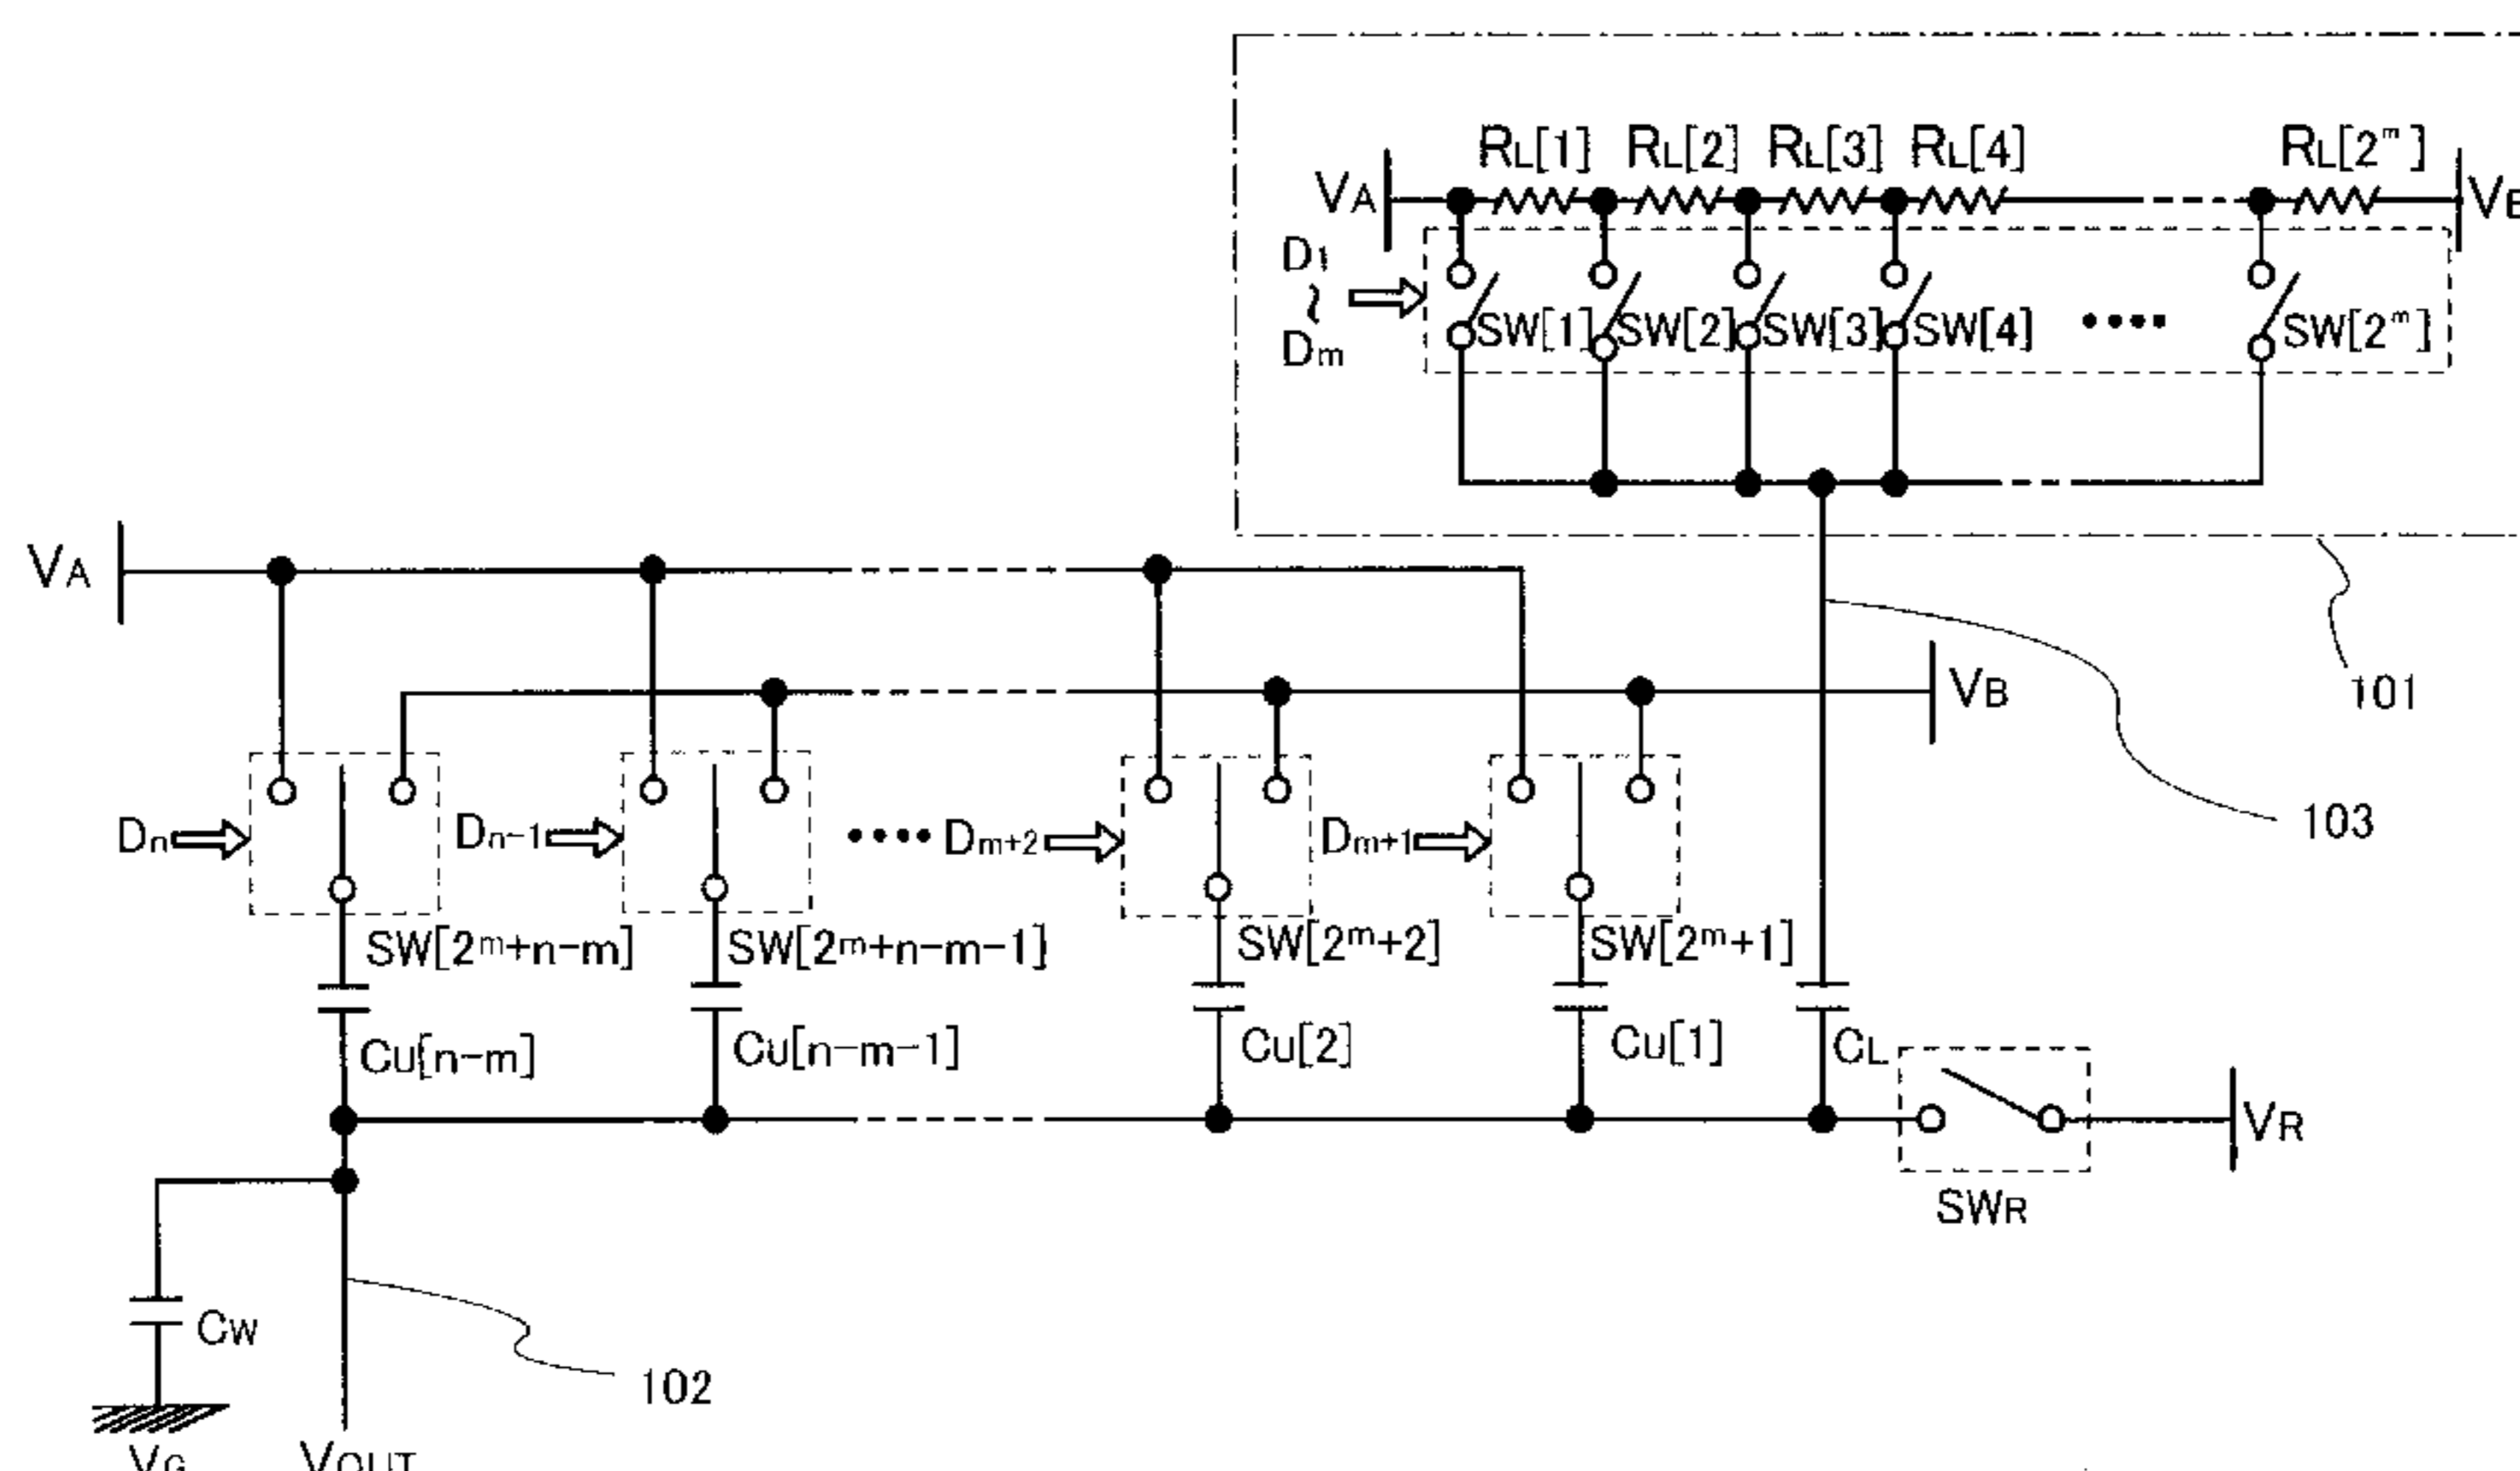 RL[1] RL[2] RL[3] RL[4] RL[2ᵐ]
VA
D1
~
Dm
SW[1] SW[2] SW[3] SW[4] •••• SW[2ᵐ]
VA
101
VB
103
Dn Dn-1 •••• Dm+2 Dm+1
SW[2ᵐ+n-m] SW[2ᵐ+n-m-1] SW[2ᵐ+2] SW[2ᵐ+1]
CU[n-m] CU[n-m-1] CU[2] CU[1] CL
VR
SWR
CW
102
VG VOUT